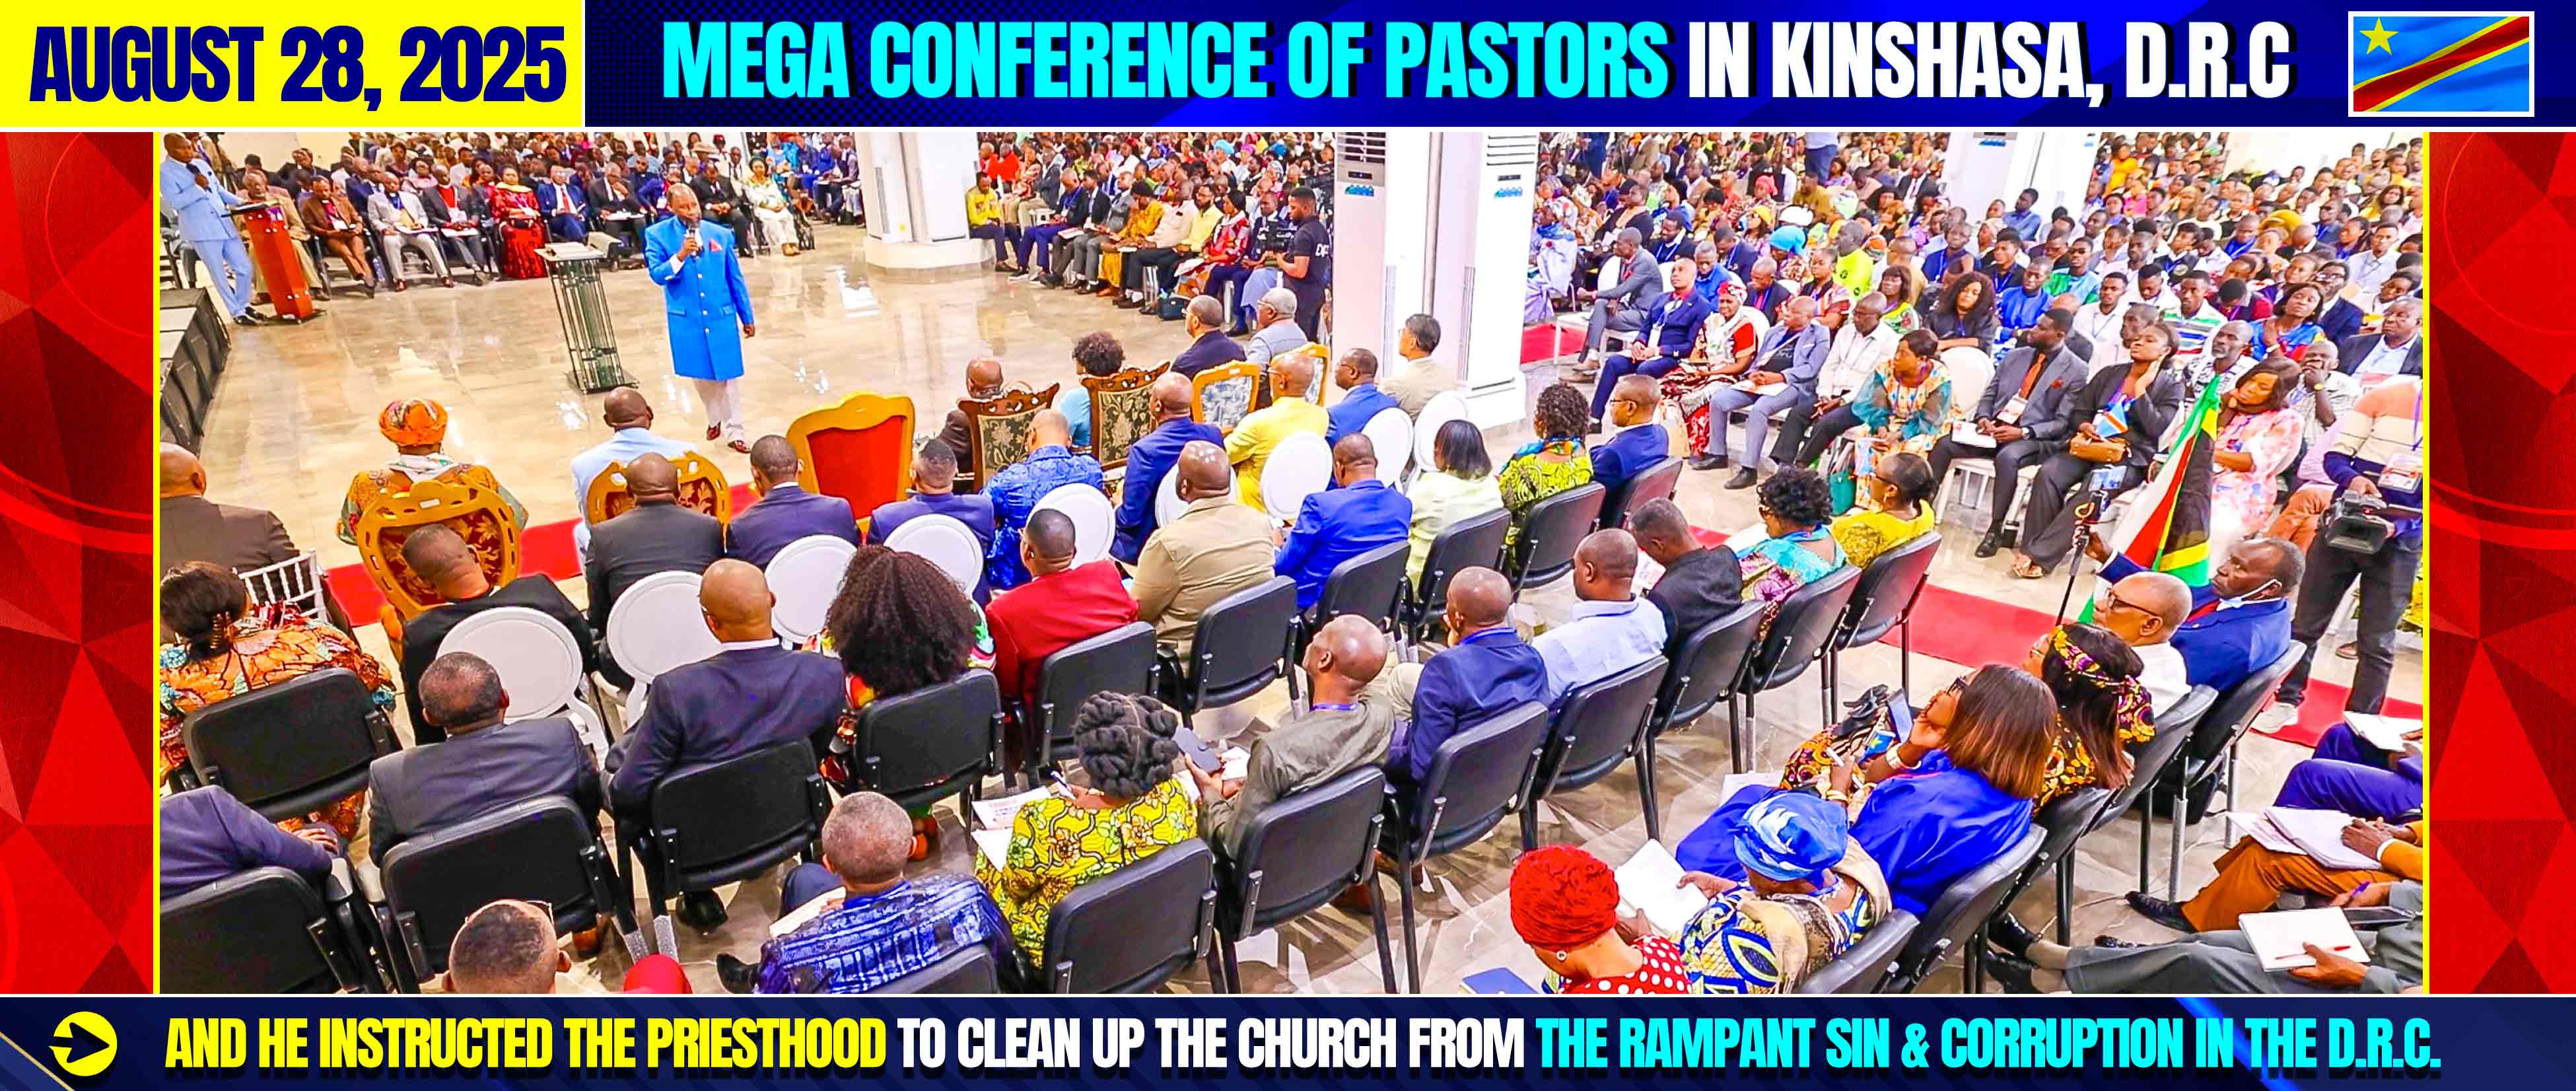 AUGUST 28, 2025
MEGA CONFERENCE OF PASTORS IN KINSHASA, D.R.C
AND HE INSTRUCTED THE PRIESTHOOD TO CLEAN UP THE CHURCH FROM THE RAMPANT SIN & CORRUPTION IN THE D.R.C.